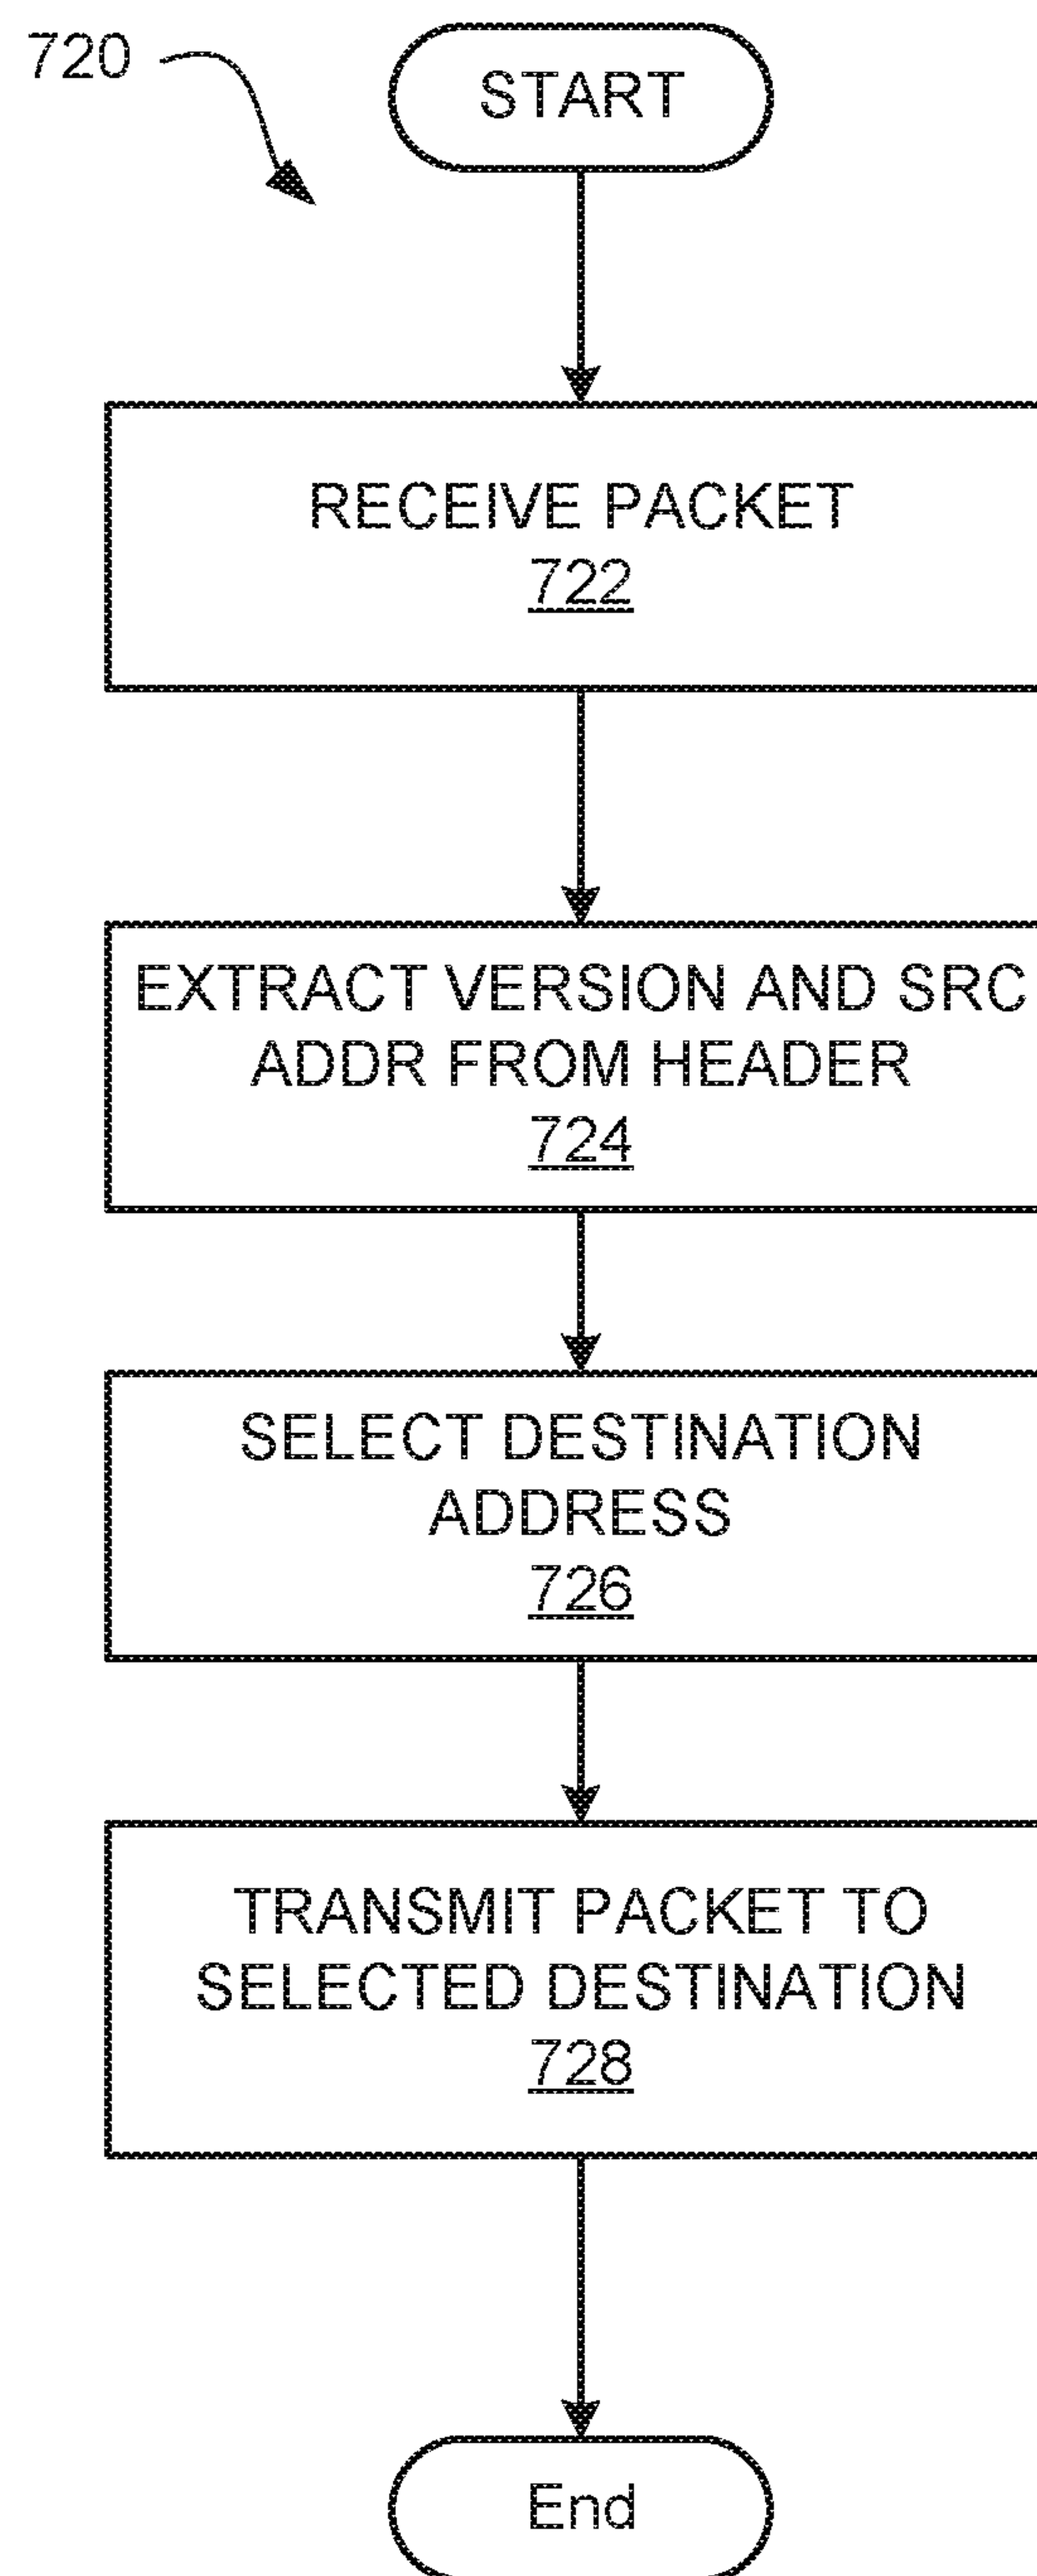 720
START
RECEIVE PACKET
722
EXTRACT VERSION AND SRC
ADDR FROM HEADER
724
SELECT DESTINATION
ADDRESS
726
TRANSMIT PACKET TO
SELECTED DESTINATION
728
End